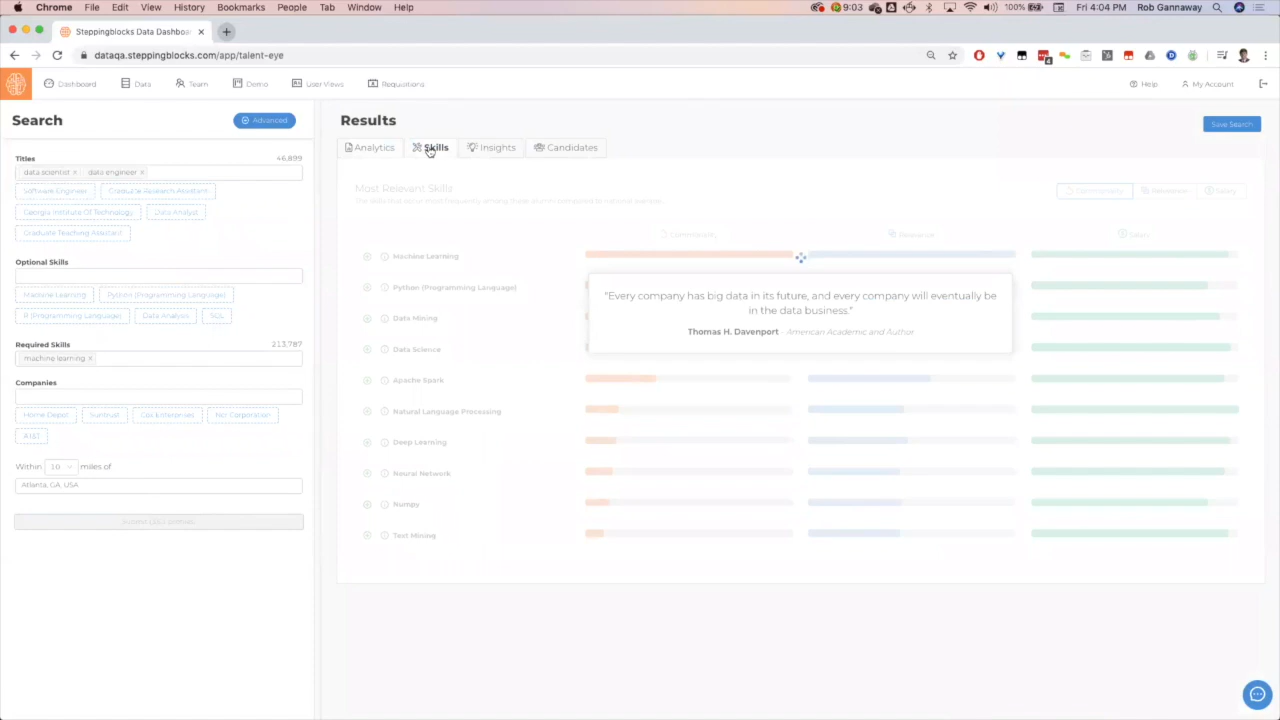 Chrome File Edit View History Bookmarks People Tab Window Help 9:03 100% Fri 4:04 PM Rob Gannaway
Steppingblocks Data Dashboa
dataqa.steppingblocks.com/app/talent-eye
Dashboard Data Team Demo User Views Requisitions Help My Account
Search Advanced
Titles 46,899
data scientist × data engineer ×
Software Engineer Graduate Research Assistant
Georgia Institute Of Technology Data Analyst
Graduate Teaching Assistant
Optional Skills
Machine Learning Python (Programming Language)
R (Programming Language) Data Analysis SQL
Required Skills 213,787
machine learning ×
Companies
Home Depot Suntrust Cox Enterprises Ncr Corporation
AT&T
Within 10 miles of
Atlanta, GA, USA
Results
Save Search
Analytics Skills Insights Candidates
Most Relevant Skills
Commonality Relevance Salary
Commonality Relevance Salary
Machine Learning
Python (Programming Language)
Data Mining
Data Science
Apache Spark
Natural Language Processing
Deep Learning
Neural Network
Numpy
Text Mining
"Every company has big data in its future, and every company will eventually be
in the data business."
Thomas H. Davenport - American Academic and Author